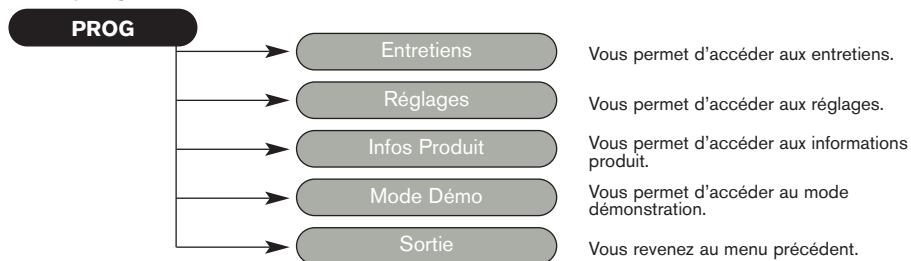 PROG
Entretiens
Vous permet d'accéder aux entretiens.
Réglages
Vous permet d'accéder aux réglages.
Infos Produit
Vous permet d'accéder aux informations
produit.
Mode Démo
Vous permet d'accéder au mode
démonstration.
Sortie
Vous revenez au menu précédent.